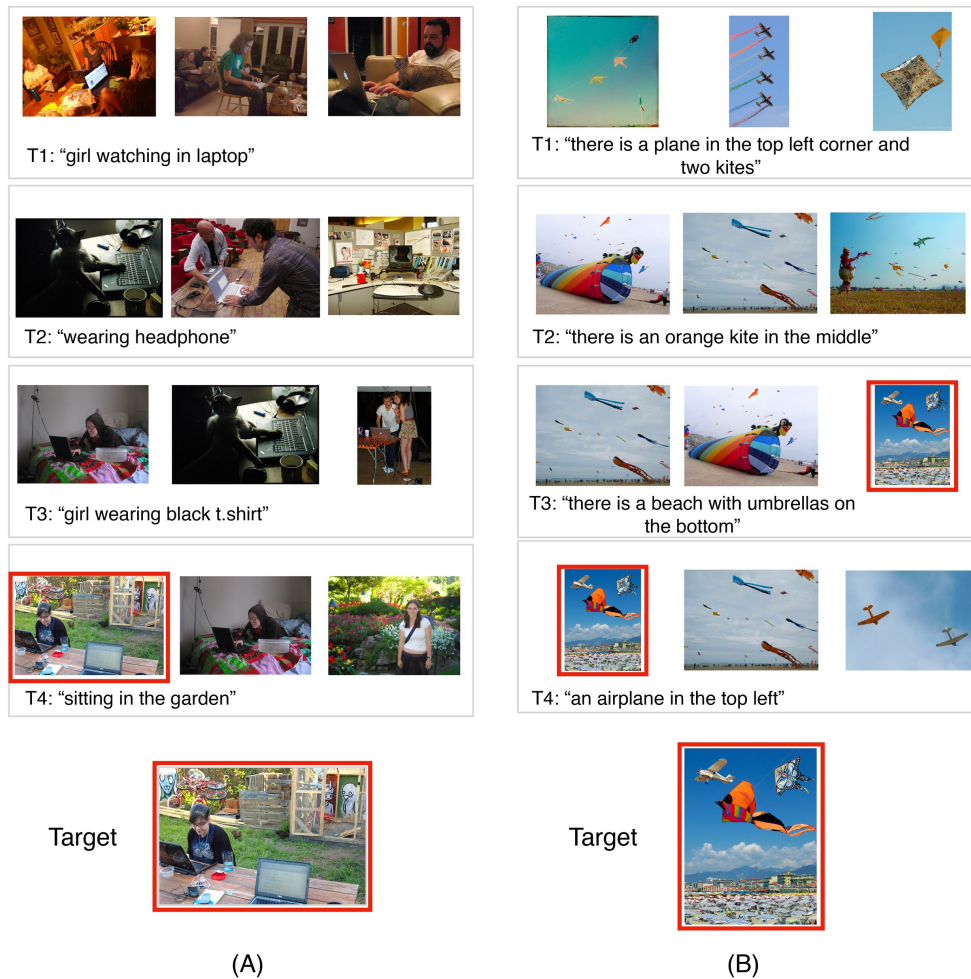 T1: “girl watching in laptop”
T2: “wearing headphone”
T3: “girl wearing black t.shirt”
T4: “sitting in the garden”
Target
(A)
T1: “there is a plane in the top left corner and
two kites”
T2: “there is an orange kite in the middle”
T3: “there is a beach with umbrellas on
the bottom”
T4: “an airplane in the top left”
Target
(B)